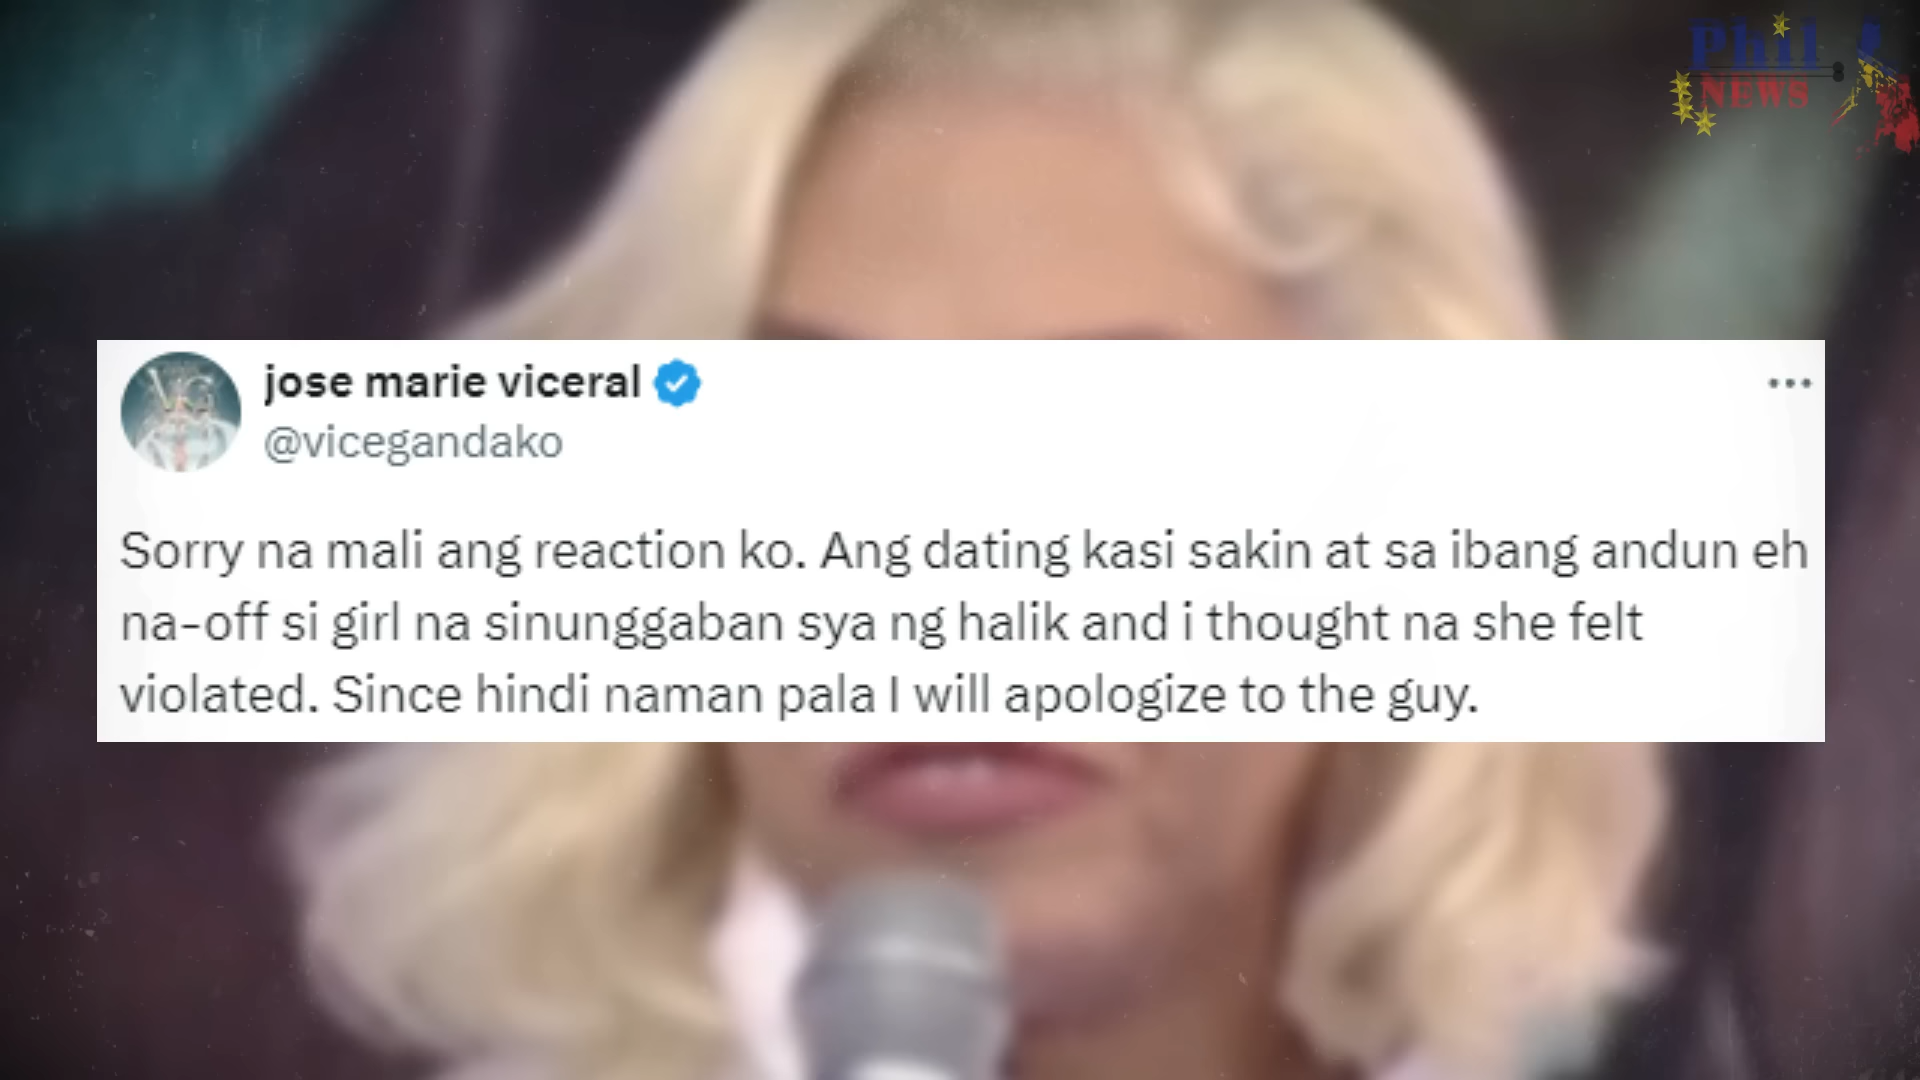 Phil
NEWS
jose marie viceral
@vicegandako
Sorry na mali ang reaction ko. Ang dating kasi sakin at sa ibang andun eh
na-off si girl na sinunggaban sya ng halik and i thought na she felt
violated. Since hindi naman pala I will apologize to the guy.